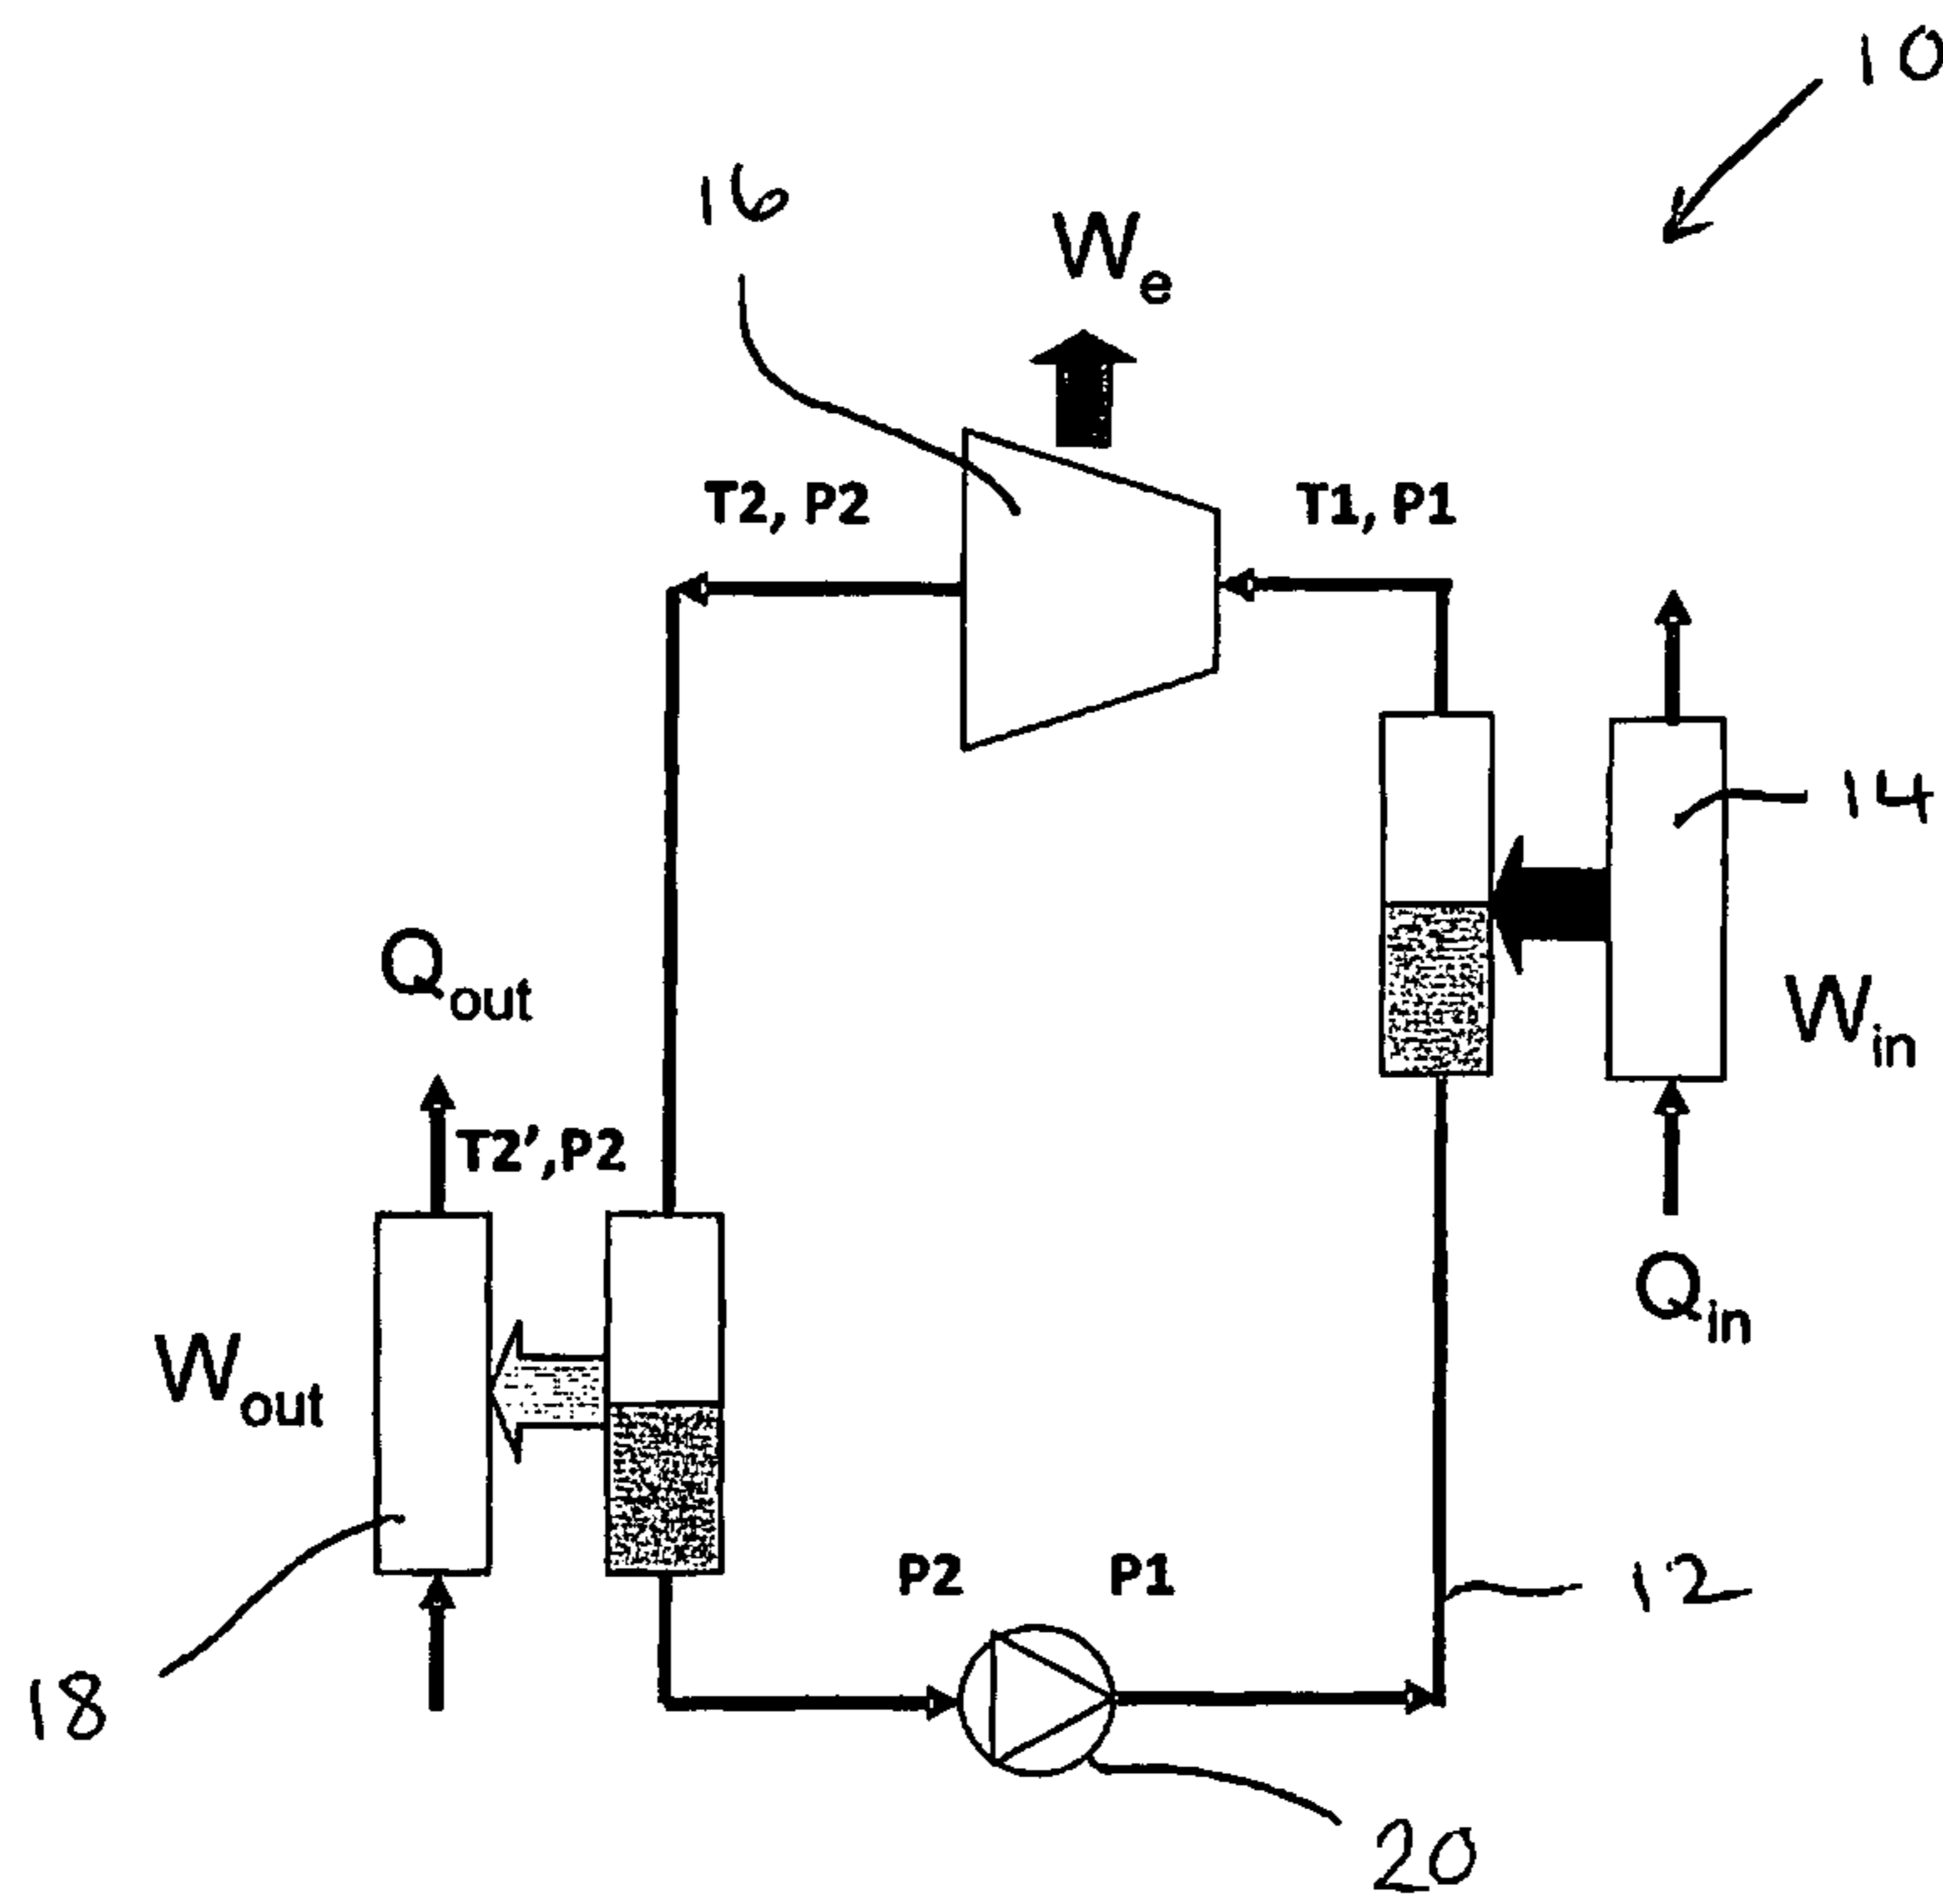 10
16
We
T2, P2
T1, P1
14
Qout
Win
T2',P2
Qin
Wout
P2
P1
12
18
20